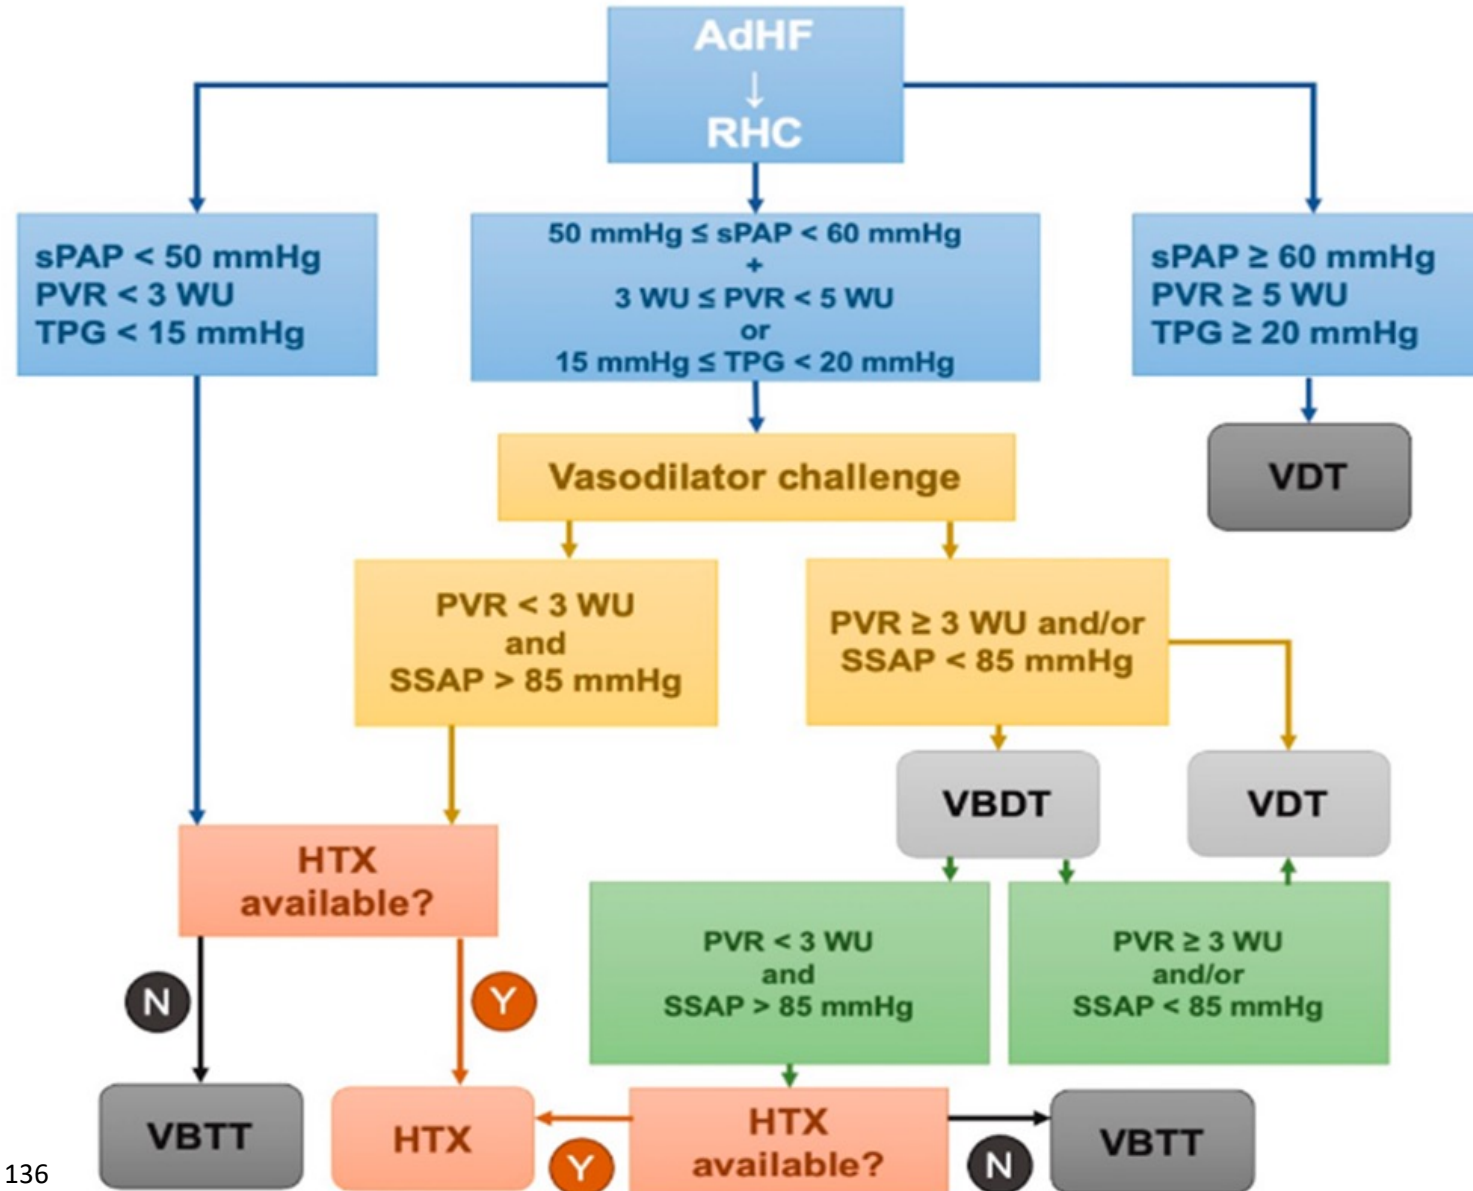 AdHF
↓
RHC
sPAP < 50 mmHg
PVR < 3 WU
TPG < 15 mmHg
50 mmHg ≤ sPAP < 60 mmHg
+
3 WU ≤ PVR < 5 WU
or
15 mmHg ≤ TPG < 20 mmHg
sPAP ≥ 60 mmHg
PVR ≥ 5 WU
TPG ≥ 20 mmHg
VDT
Vasodilator challenge
PVR < 3 WU
and
SSAP > 85 mmHg
PVR ≥ 3 WU and/or
SSAP < 85 mmHg
VBDT
VDT
HTX
available?
PVR < 3 WU
and
SSAP > 85 mmHg
PVR ≥ 3 WU
and/or
SSAP < 85 mmHg
N
Y
VBTT
HTX
Y
HTX
available?
N
VBTT
136